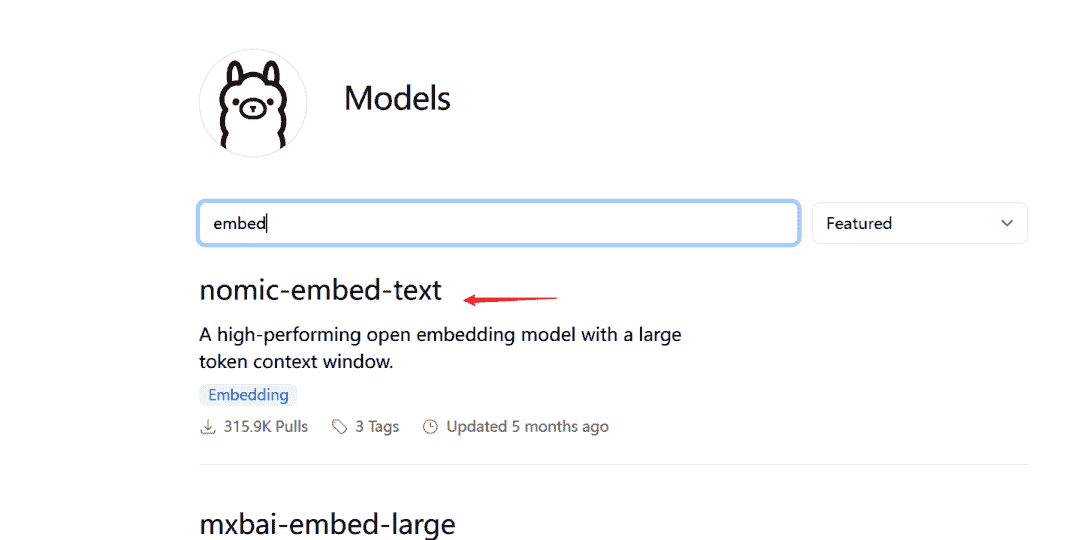 Models
embed
Featured
nomic-embed-text
A high-performing open embedding model with a large
token context window.
Embedding
315.9K Pulls 3 Tags Updated 5 months ago
mxbai-embed-large